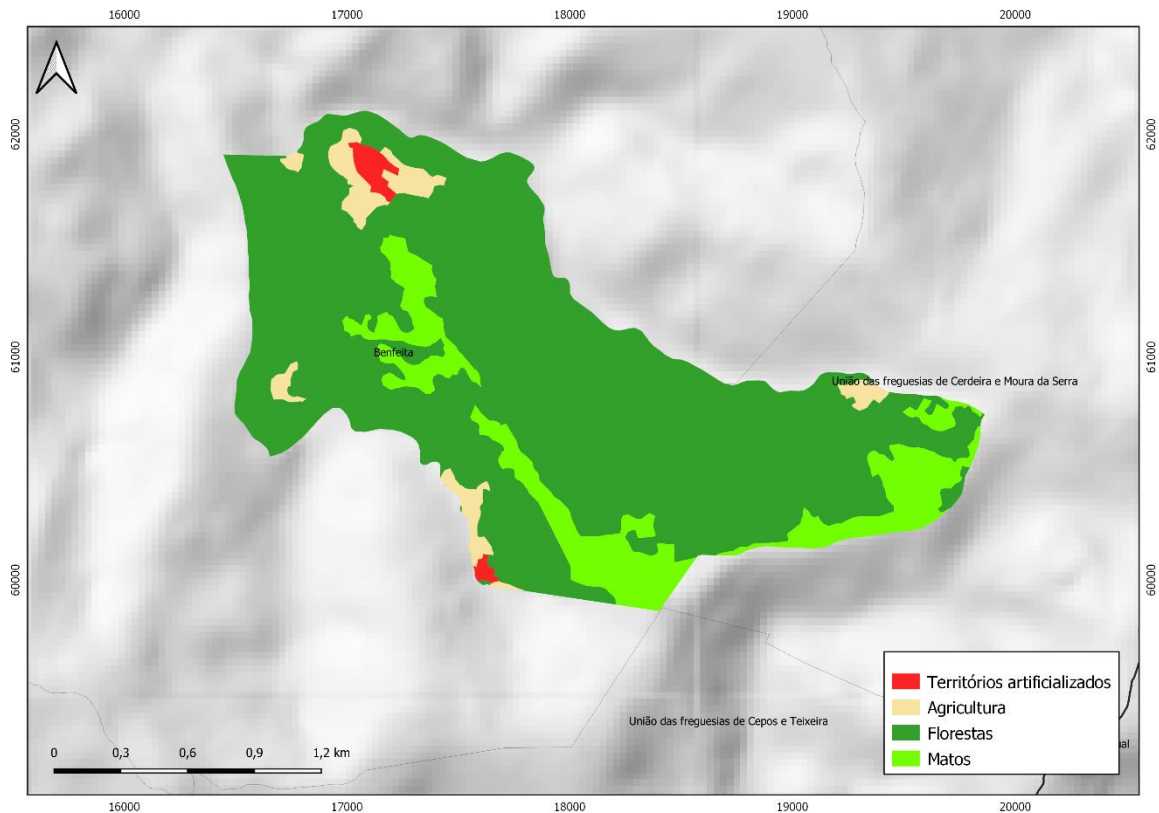 16000 17000 18000 19000 20000
62000 62000
61000 61000
Benfeita
União das freguesias de Cerdeira e Moura da Serra
60000 60000
Territórios artificializados
Agricultura
Florestas
Matos
União das freguesias de Cepos e Teixeira
0 0,3 0,6 0,9 1,2 km
16000 17000 18000 19000 20000